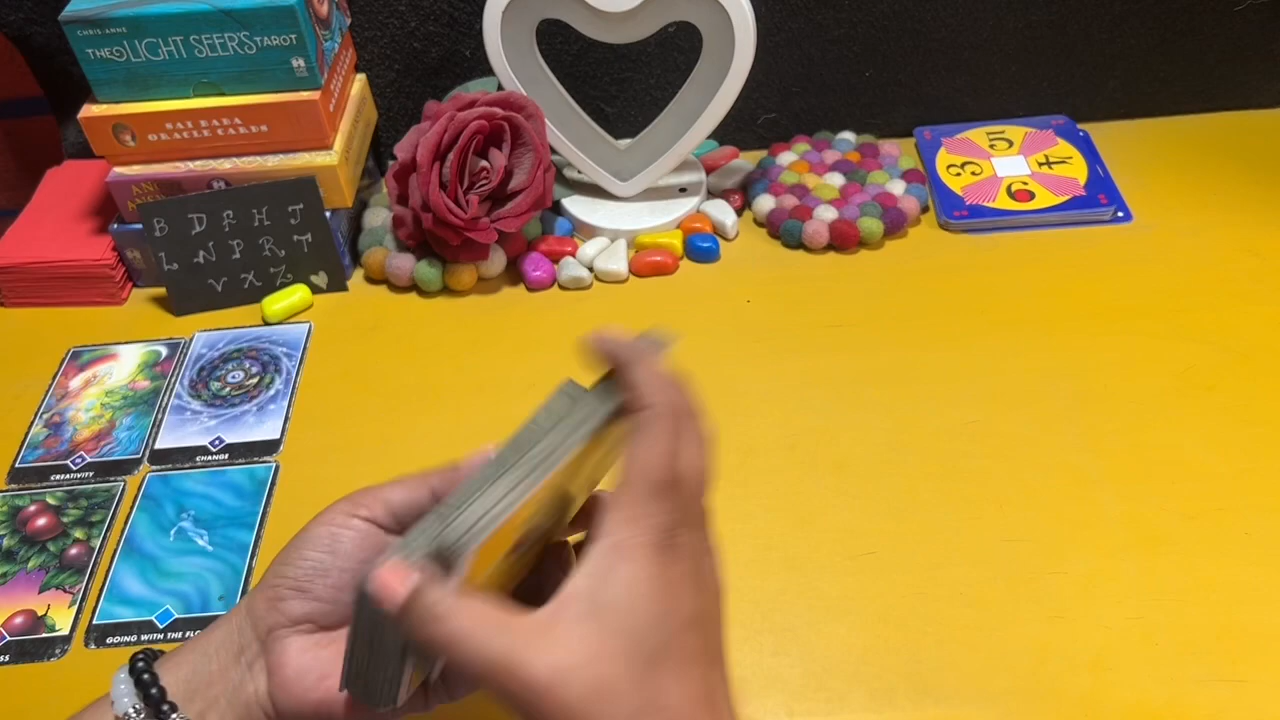 CHRIS-ANNE
THE LIGHT SEER'S TAROT
SAI BABA
ORACLE CARDS
B D F H J
L N P R T
V X Z
3 5 4 6
III
CREATIVITY
X
CHANGE
GOING WITH THE